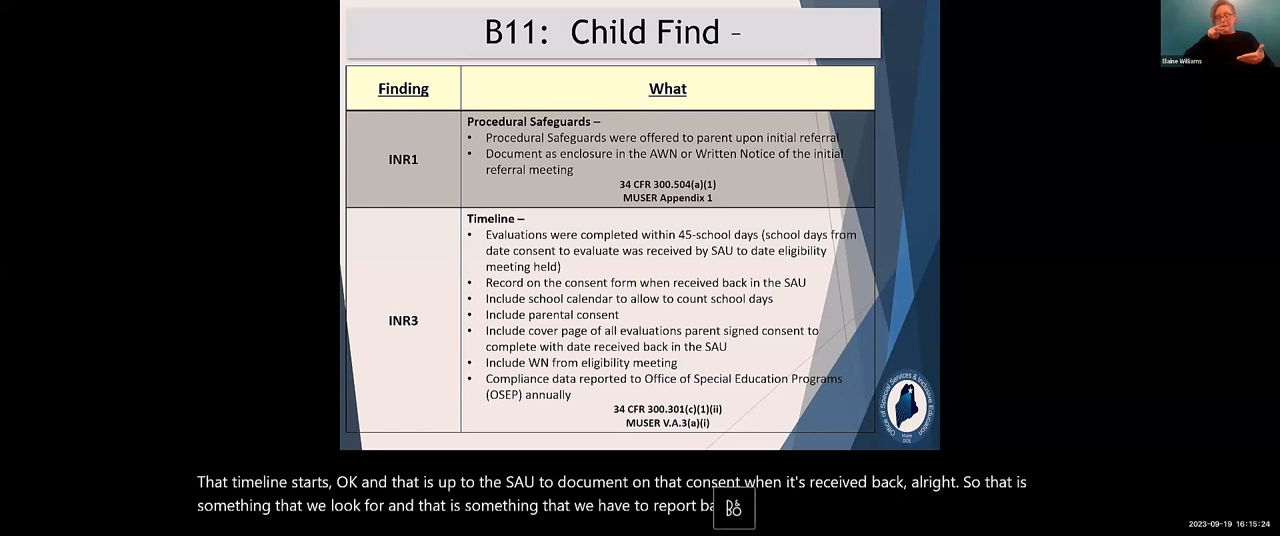 B11: Child Find -
Elaine Williams
Finding
What
INR1
Procedural Safeguards –
• Procedural Safeguards were offered to parent upon initial referral
• Document as enclosure in the AWN or Written Notice of the initial
referral meeting
34 CFR 300.504(a)(1)
MUSER Appendix 1
INR3
Timeline –
• Evaluations were completed within 45-school days (school days from
date consent to evaluate was received by SAU to date eligibility
meeting held)
• Record on the consent form when received back in the SAU
• Include school calendar to allow to count school days
• Include parental consent
• Include cover page of all evaluations parent signed consent to
complete with date received back in the SAU
• Include WN from eligibility meeting
• Compliance data reported to Office of Special Education Programs
(OSEP) annually
34 CFR 300.301(c)(1)(ii)
MUSER V.A.3(a)(i)
Office of Special Services & Inclusive Education
Maine
DOE
That timeline starts, OK and that is up to the SAU to document on that consent when it's received back, alright. So that is
something that we look for and that is something that we have to report ba
B&O
2023-09-19 16:15:24